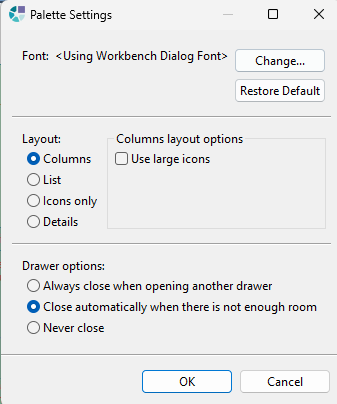 Palette Settings
Font: <Using Workbench Dialog Font>
Change...
Restore Default
Layout:
Columns
List
Icons only
Details
Columns layout options
Use large icons
Drawer options:
Always close when opening another drawer
Close automatically when there is not enough room
Never close
OK
Cancel